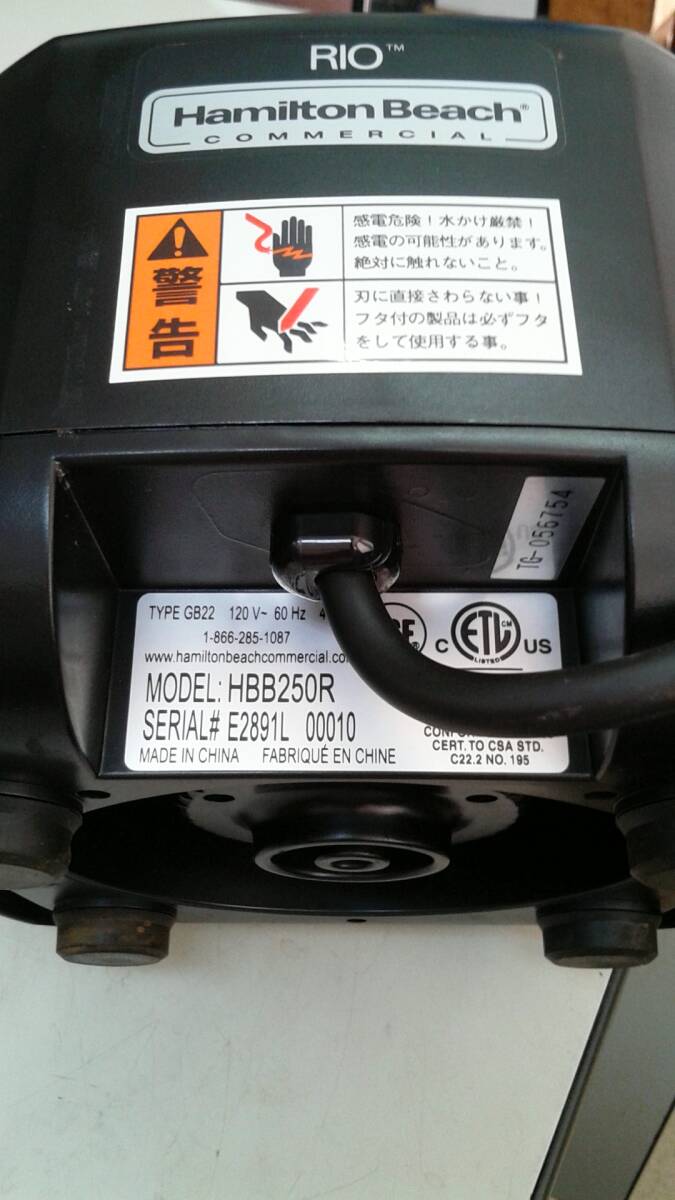 RIO™
Hamilton Beach®
COMMERCIAL
警告
感電危険！水かけ厳禁！
感電の可能性があります。
絶対に触れないこと。
刃に直接さわらない事！
フタ付の製品は必ずフタ
をして使用する事。
TG-056754
TYPE GB22 120 V~ 60 Hz 4
1-866-285-1087
www.hamiltonbeachcommercial.co
MODEL: HBB250R
SERIAL# E2891L 00010
MADE IN CHINA FABRIQUÉ EN CHINE
C ETL CM US
LISTED
CERT. TO CSA STD.
C22.2 NO. 195